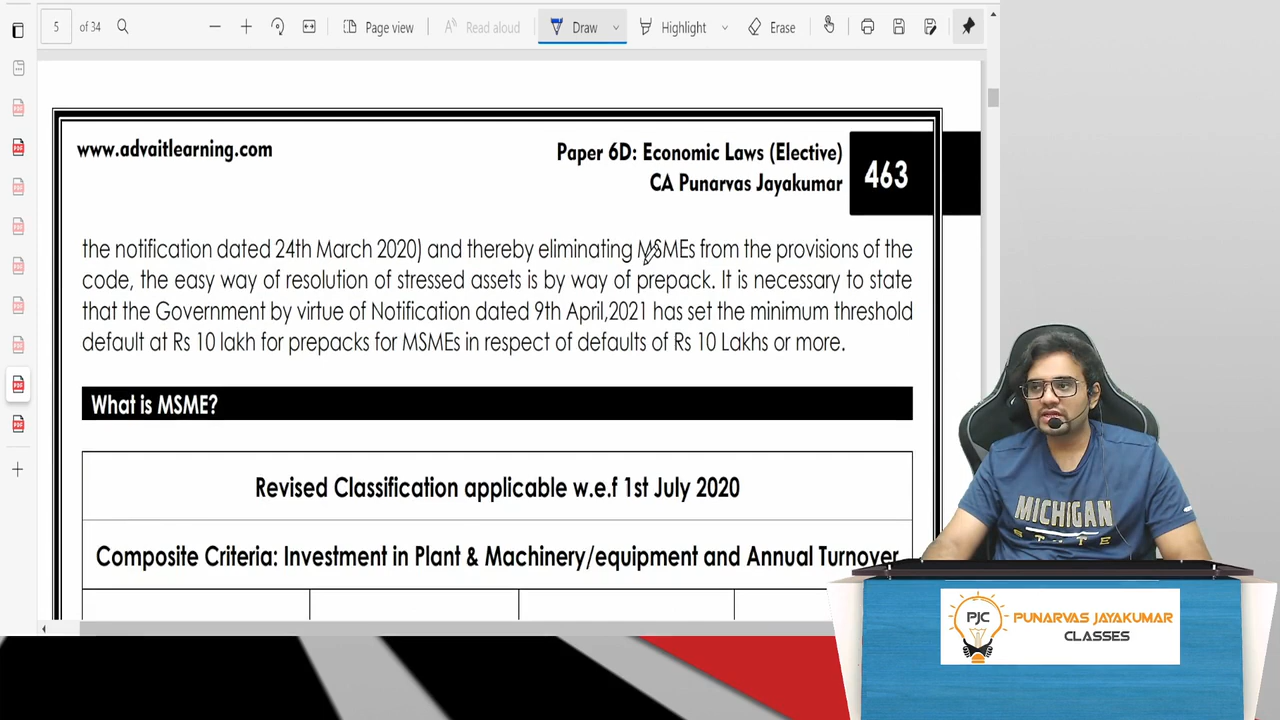 5 of 34 Page view Read aloud Draw Highlight Erase
www.advaitlearning.com
Paper 6D: Economic Laws (Elective)
CA Punarvas Jayakumar
463
the notification dated 24th March 2020) and thereby eliminating MSMEs from the provisions of the
code, the easy way of resolution of stressed assets is by way of prepack. It is necessary to state
that the Government by virtue of Notification dated 9th April,2021 has set the minimum threshold
default at Rs 10 lakh for prepacks for MSMEs in respect of defaults of Rs 10 Lakhs or more.
What is MSME?
Revised Classification applicable w.e.f 1st July 2020
Composite Criteria: Investment in Plant & Machinery/equipment and Annual Turnover
MICHIGAN
STATE
PJC
PUNARVAS JAYAKUMAR
CLASSES